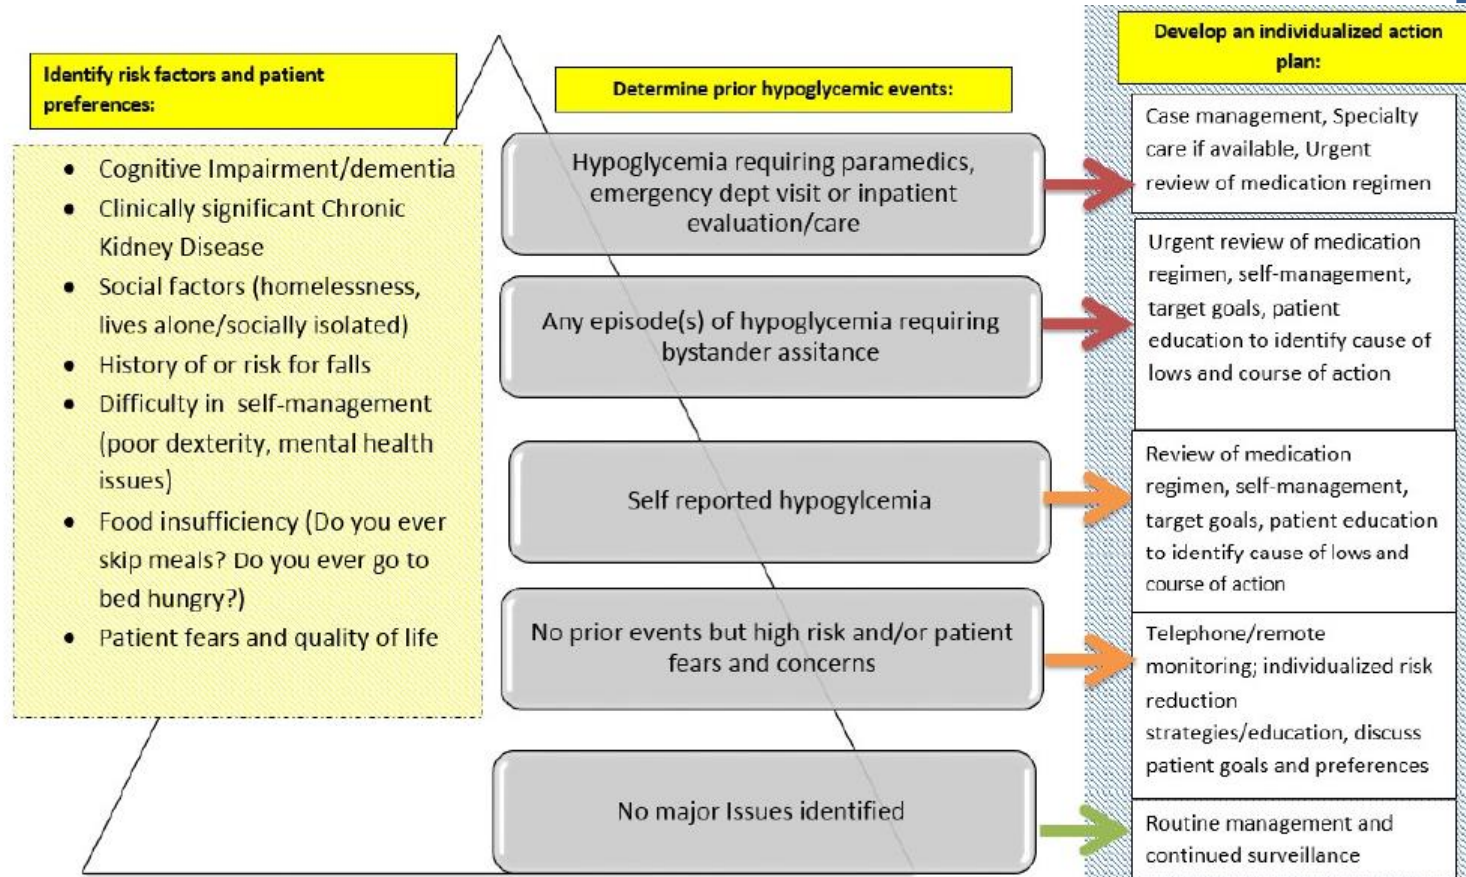 Identify risk factors and patient
preferences:
• Cognitive Impairment/dementia
• Clinically significant Chronic
Kidney Disease
• Social factors (homelessness,
lives alone/socially isolated)
• History of or risk for falls
• Difficulty in self-management
(poor dexterity, mental health
issues)
• Food insufficiency (Do you ever
skip meals? Do you ever go to
bed hungry?)
• Patient fears and quality of life
Determine prior hypoglycemic events:
Hypoglycemia requiring paramedics,
emergency dept visit or inpatient
evaluation/care
Any episode(s) of hypoglycemia requiring
bystander assitance
Self reported hypogylcemia
No prior events but high risk and/or patient
fears and concerns
No major Issues identified
Develop an individualized action
plan:
Case management, Specialty
care if available, Urgent
review of medication regimen
Urgent review of medication
regimen, self-management,
target goals, patient
education to identify cause of
lows and course of action
Review of medication
regimen, self-management,
target goals, patient education
to identify cause of lows and
course of action
Telephone/remote
monitoring; individualized risk
reduction
strategies/education, discuss
patient goals and preferences
Routine management and
continued surveillance